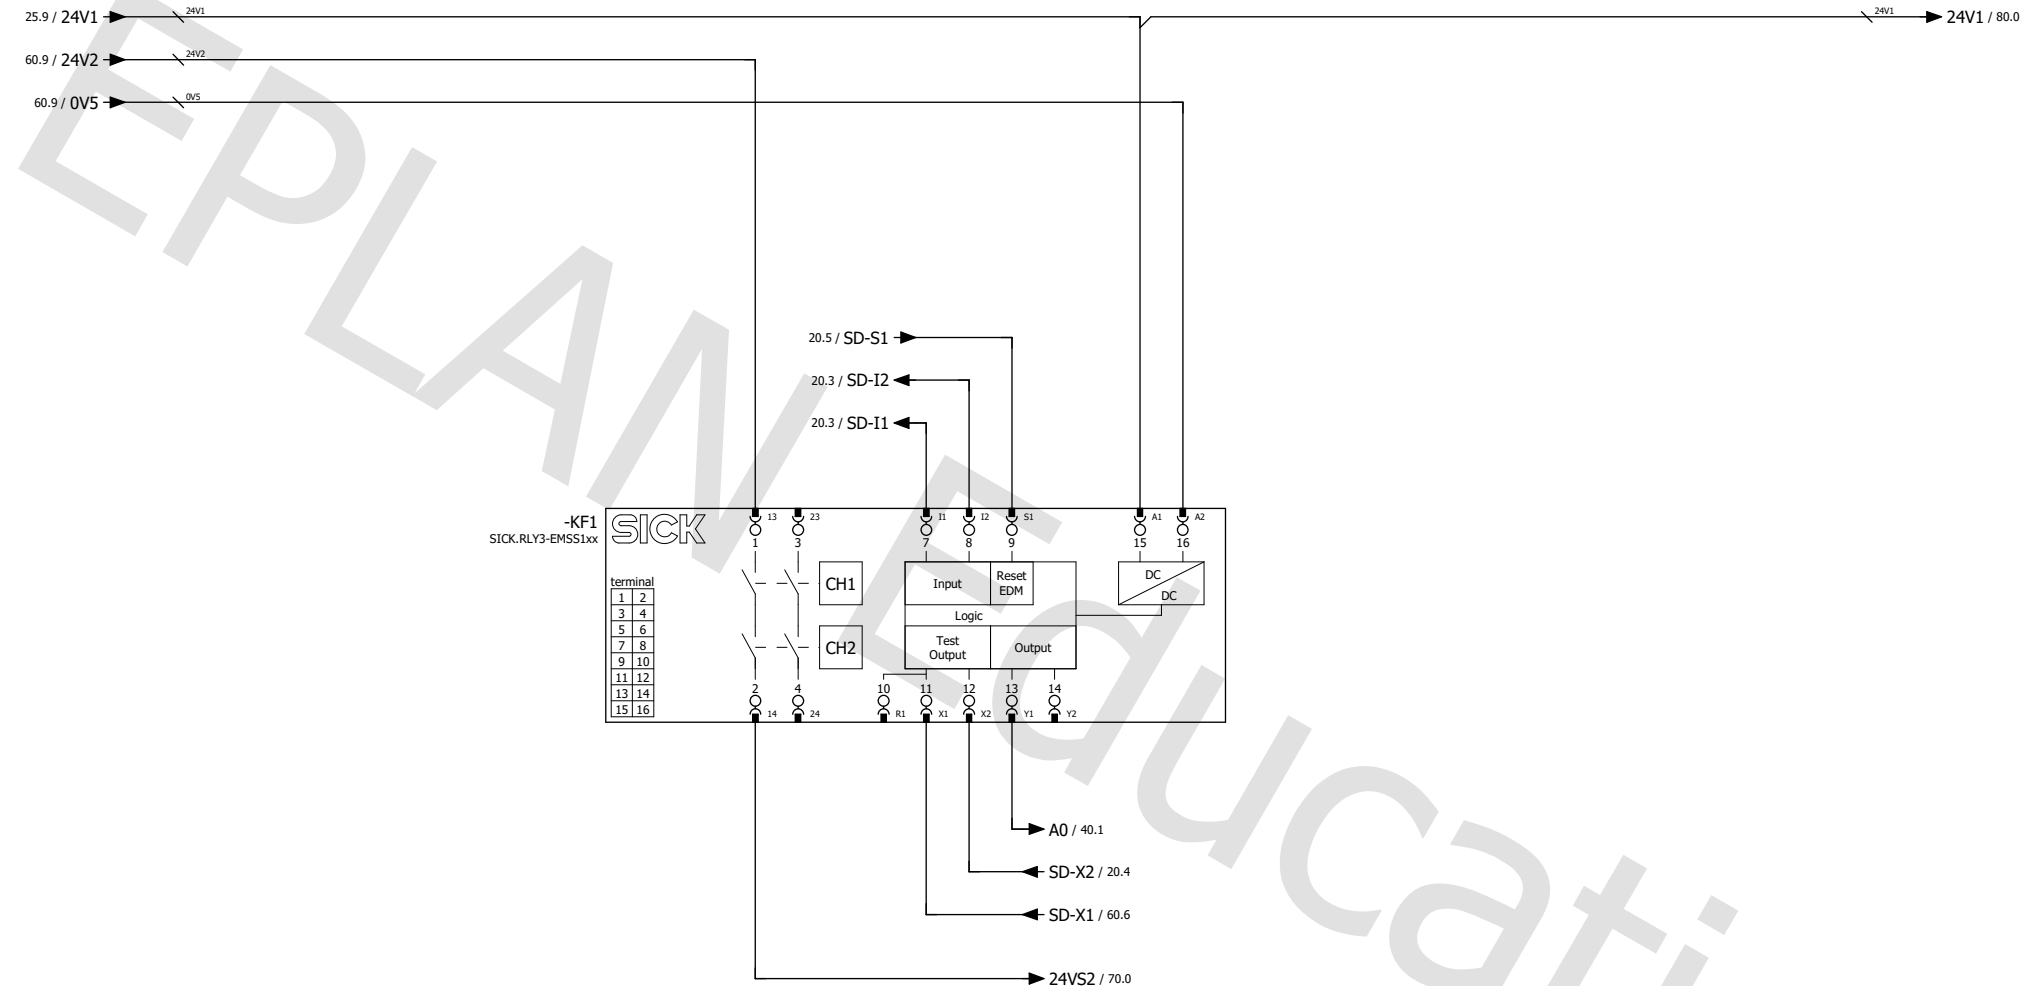 25.9 / 24V1
24V1
24V1
24V1 / 80.0
60.9 / 24V2
24V2
60.9 / 0V5
0V5
20.5 / SD-S1
20.3 / SD-I2
20.3 / SD-I1
-KF1
SICK.RLY3-EMSS1xx
SICK
13 23 I1 I2 S1 A1 A2
1 3 7 8 9 15 16
CH1
Input
Reset
EDM
DC
DC
terminal
1 2
3 4
5 6
7 8
9 10
11 12
13 14
15 16
Logic
CH2
Test
Output
Output
2 4 10 11 12 13 14
14 24 R1 X1 X2 Y1 Y2
A0 / 40.1
SD-X2 / 20.4
SD-X1 / 60.6
24VS2 / 70.0
EPLAN Educati